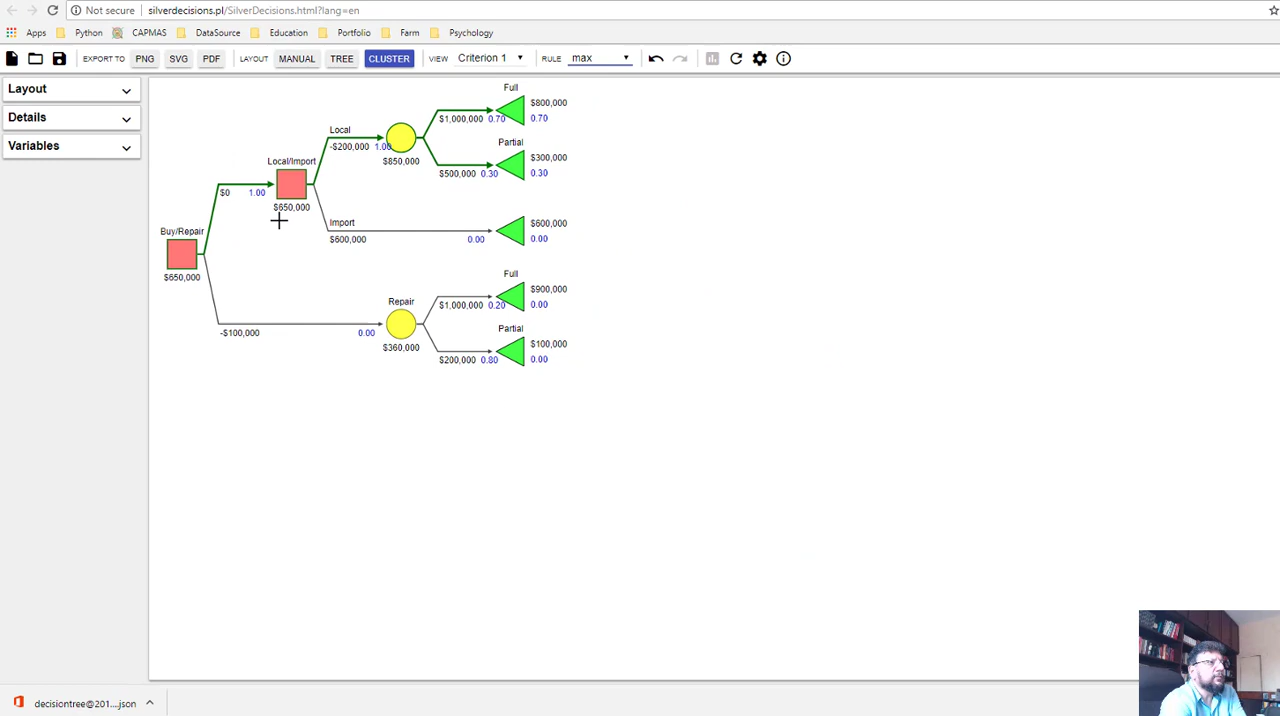 Not secure silverdecisions.pl/SilverDecisions.html?lang=en
Apps Python CAPMAS DataSource Education Portfolio Farm Psychology
EXPORT TO PNG SVG PDF LAYOUT MANUAL TREE CLUSTER VIEW Criterion 1 RULE max
Layout
Details
Variables
Full
$800,000
$1,000,000 0.70
0.70
Local
-$200,000 1.00
$850,000
Partial
$300,000
$500,000 0.30
0.30
Local/Import
$0 1.00
$650,000
Import
$600,000 0.00
$600,000
0.00
Buy/Repair
$650,000
Full
$900,000
$1,000,000 0.20
0.00
Repair
-$100,000 0.00
$360,000
Partial
$100,000
$200,000 0.80
0.00
decisiontree@201....json